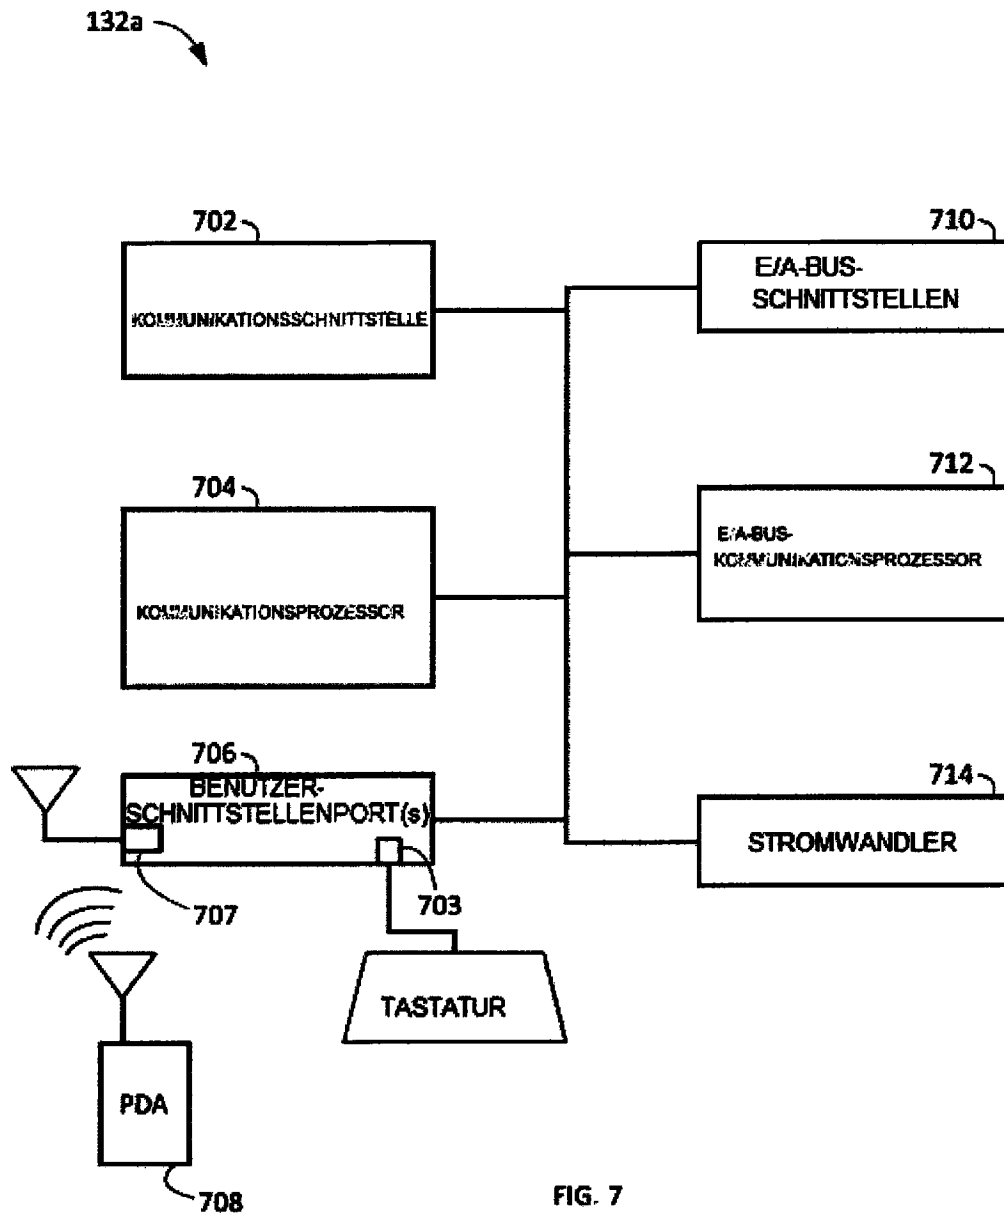 132a
702
KOMMUNIKATIONSSCHNITTSTELLE
710
E/A-BUS-
SCHNITTSTELLEN
704
KOMMUNIKATIONSPROZESSOR
712
E/A-BUS-
KOMMUNIKATIONSPROZESSOR
706
BENUTZER-
SCHNITTSTELLENPORT(s)
707
703
714
STROMWANDLER
TASTATUR
PDA
708
FIG. 7